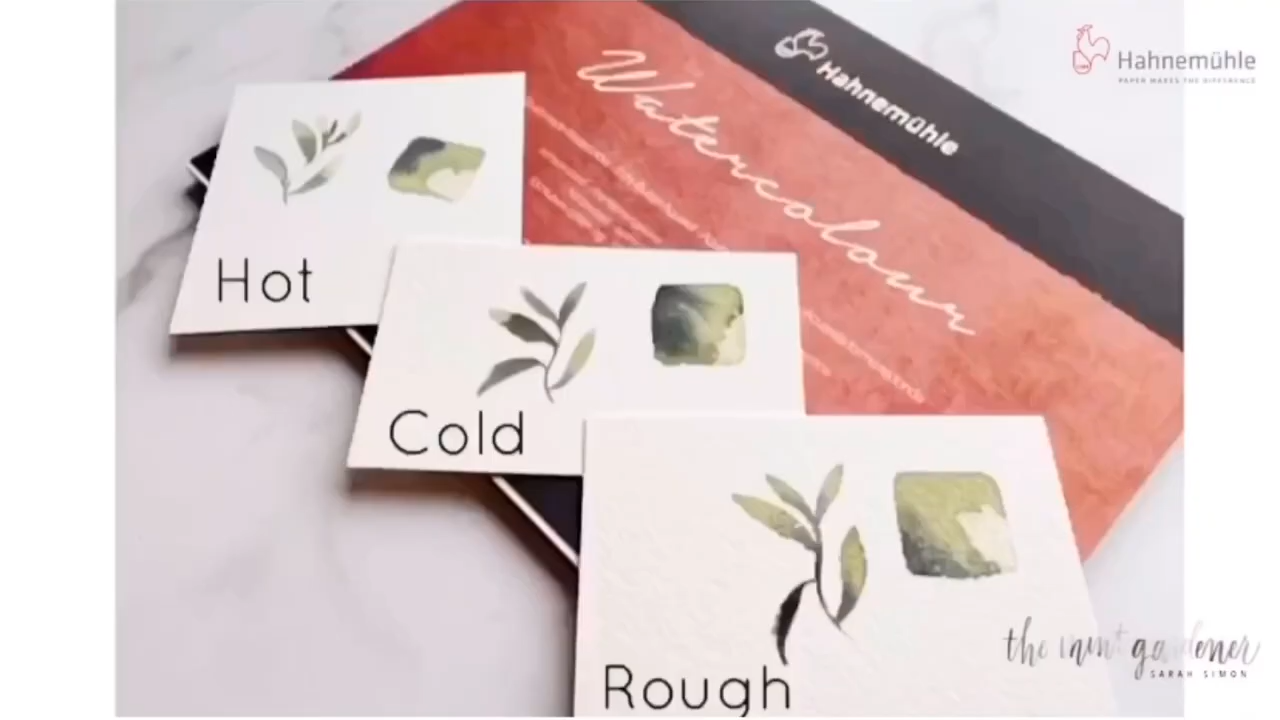 Hahnemühle
Hahnemühle
PAPER MAKES THE DIFFERENCE
Watercolour
Hot
Cold
Rough
the mint gardener
SARAH SIMON